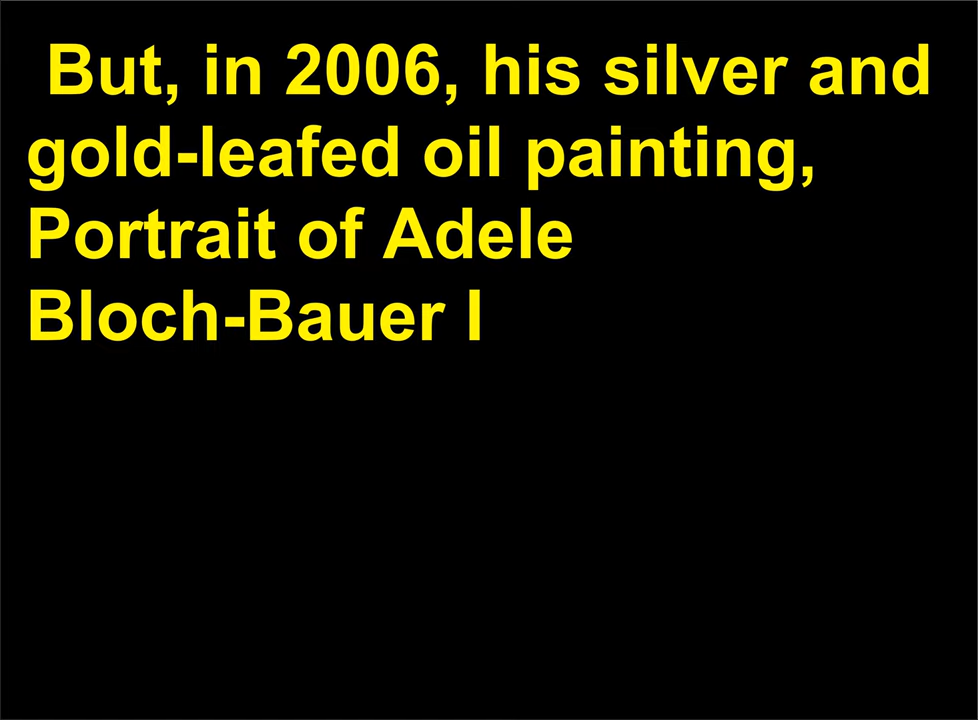 But, in 2006, his silver and
gold-leafed oil painting,
Portrait of Adele
Bloch-Bauer I